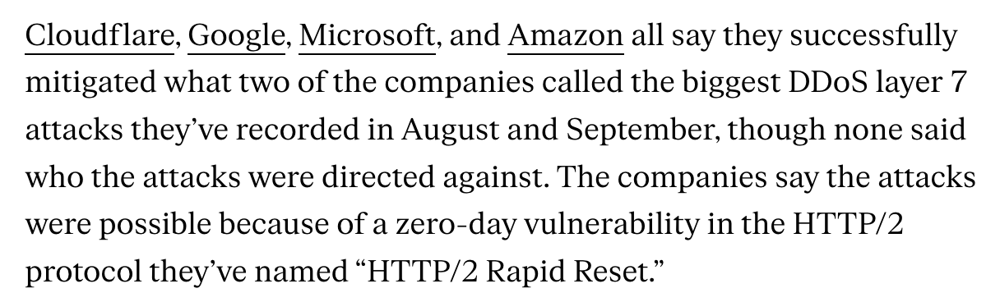 Cloudflare, Google, Microsoft, and Amazon all say they successfully
mitigated what two of the companies called the biggest DDoS layer 7
attacks they’ve recorded in August and September, though none said
who the attacks were directed against. The companies say the attacks
were possible because of a zero-day vulnerability in the HTTP/2
protocol they’ve named “HTTP/2 Rapid Reset.”